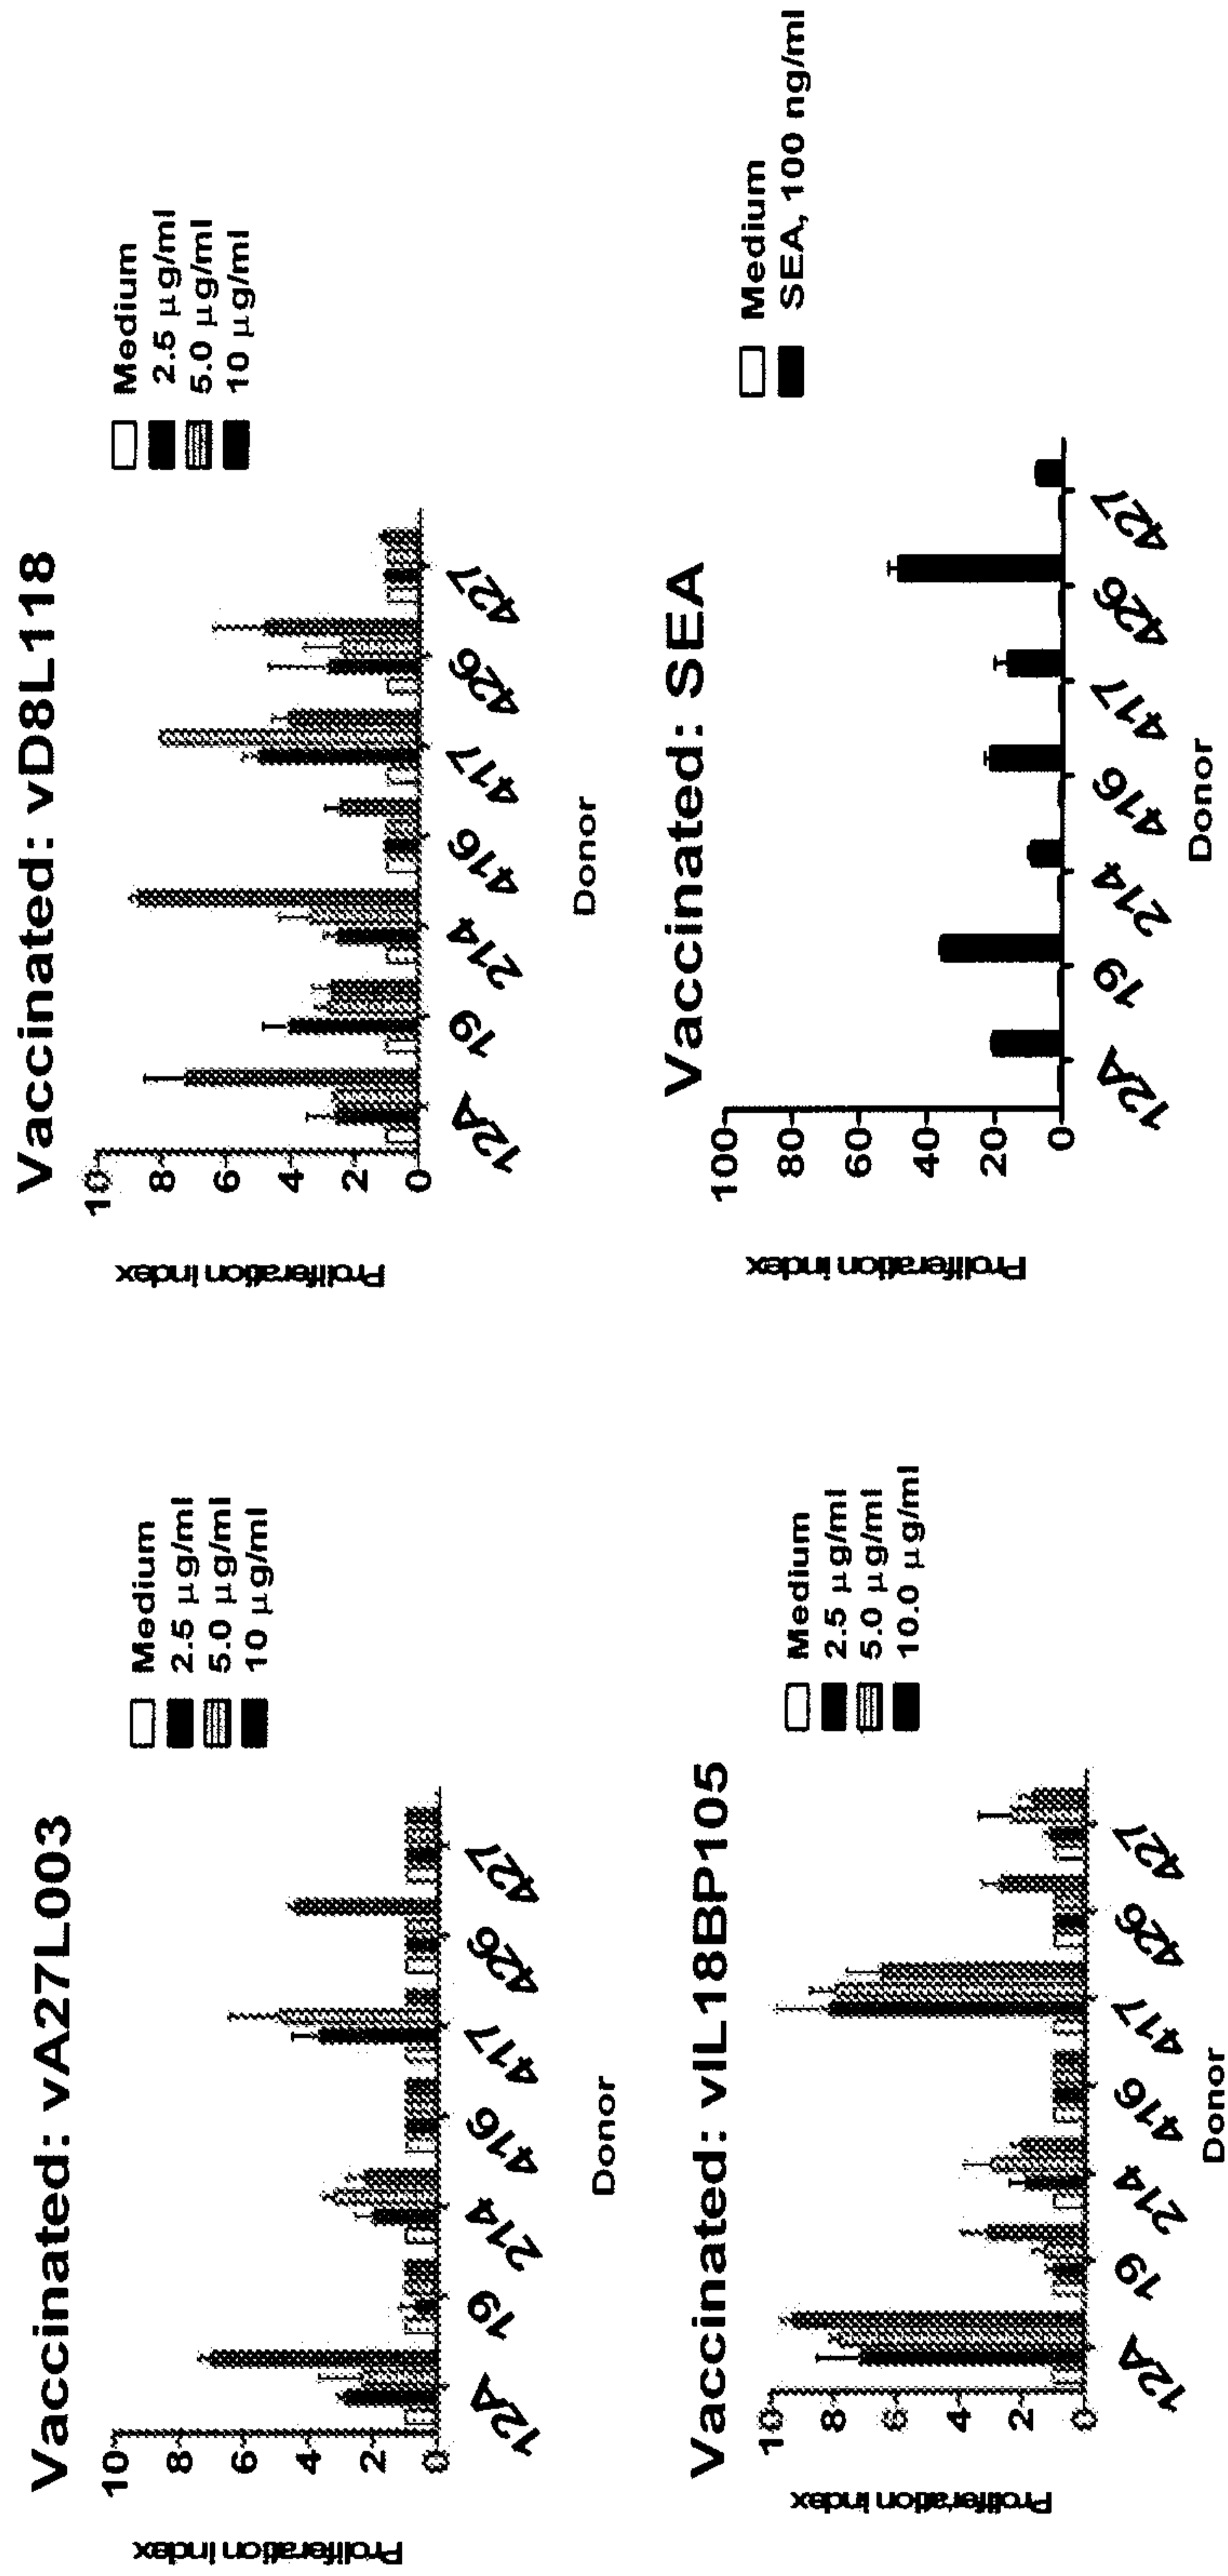 Vaccinated: vA27L003
Proliferation index
10
8
6
4
2
0
12A
19
214
416
417
426
427
Donor
Medium
2.5 µg/ml
5.0 µg/ml
10 µg/ml
Vaccinated: vD8L118
Proliferation index
10
8
6
4
2
0
12A
19
214
416
417
426
427
Donor
Medium
2.5 µg/ml
5.0 µg/ml
10 µg/ml
Vaccinated: vIL18BP105
Proliferation index
10
8
6
4
2
0
12A
19
214
416
417
426
427
Donor
Medium
2.5 µg/ml
5.0 µg/ml
10.0 µg/ml
Vaccinated: SEA
Proliferation index
100
80
60
40
20
0
12A
19
214
416
417
426
427
Donor
Medium
SEA, 100 ng/ml